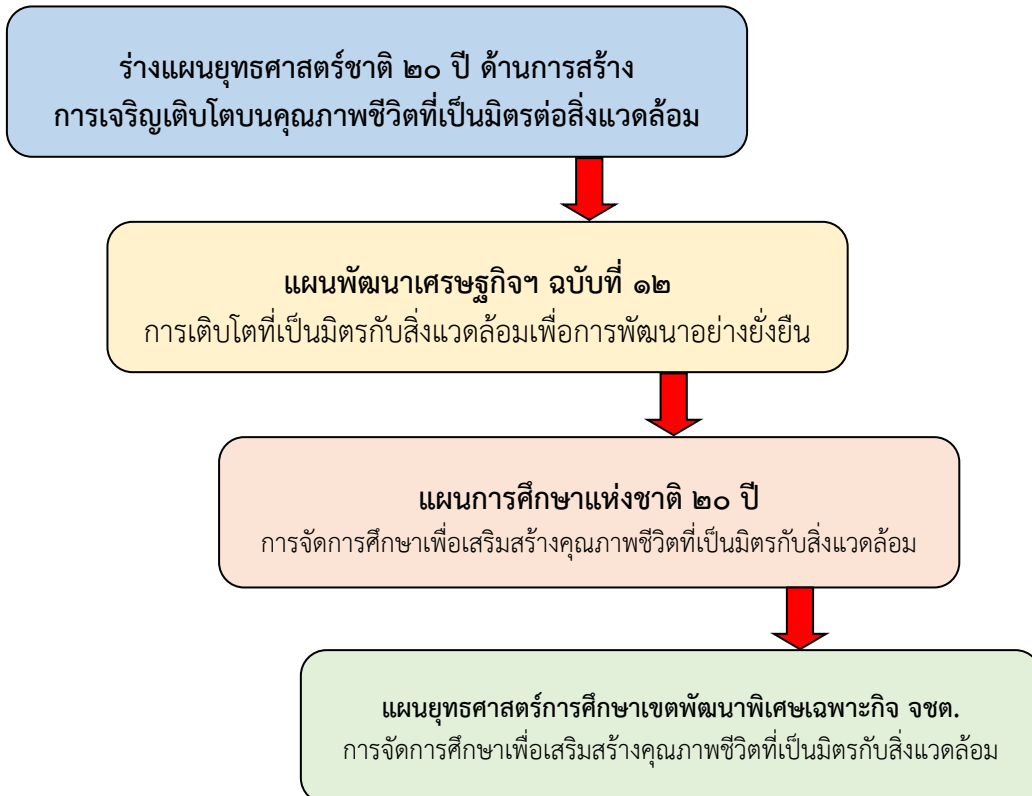 ร่างแผนยุทธศาสตร์ชาติ ๒๐ ปี ด้านการสร้าง
การเจริญเติบโตบนคุณภาพชีวิตที่เป็นมิตรต่อสิ่งแวดล้อม
แผนพัฒนาเศรษฐกิจฯ ฉบับที่ ๑๒
การเติบโตที่เป็นมิตรกับสิ่งแวดล้อมเพื่อการพัฒนาอย่างยั่งยืน
แผนการศึกษาแห่งชาติ ๒๐ ปี
การจัดการศึกษาเพื่อเสริมสร้างคุณภาพชีวิตที่เป็นมิตรกับสิ่งแวดล้อม
แผนยุทธศาสตร์การศึกษาเขตพัฒนาพิเศษเฉพาะกิจ จชต.
การจัดการศึกษาเพื่อเสริมสร้างคุณภาพชีวิตที่เป็นมิตรกับสิ่งแวดล้อม